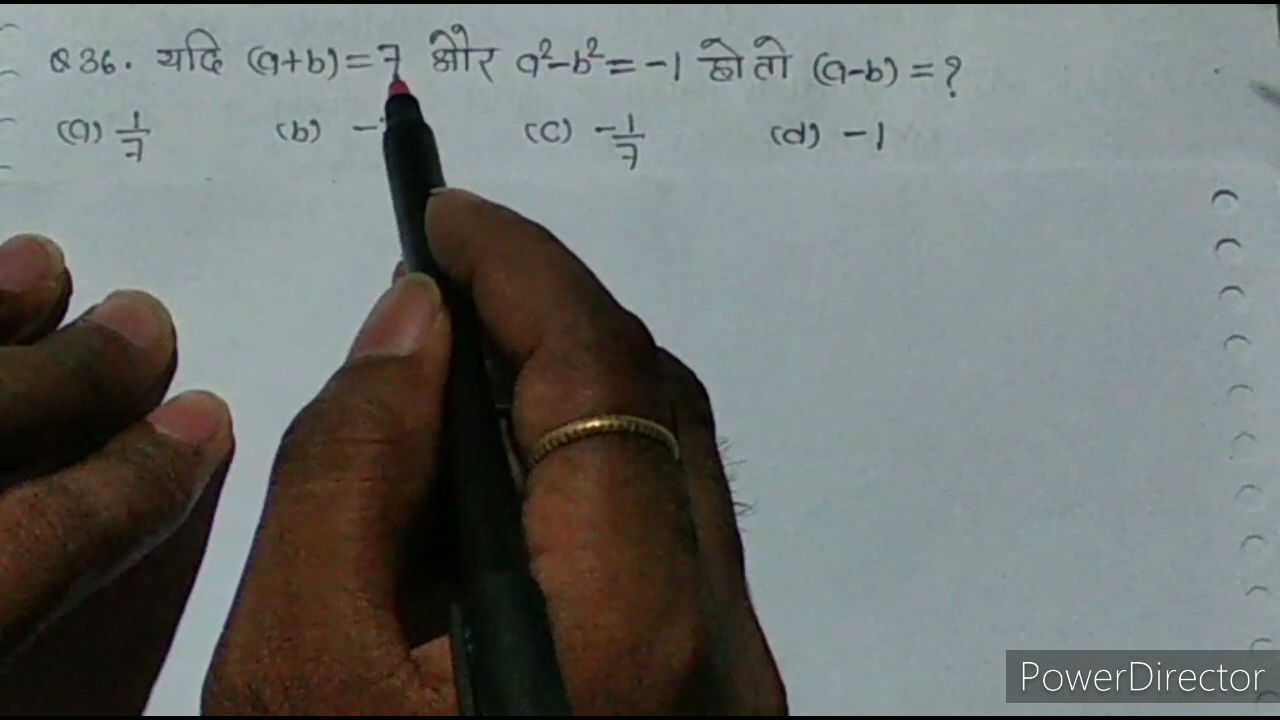 Q36. यदि (a+b)=7 और a²-b²=-1 हो तो (a-b)=?
(a) 1/7 (b) - (c) -1/7 (d) -1
PowerDirector